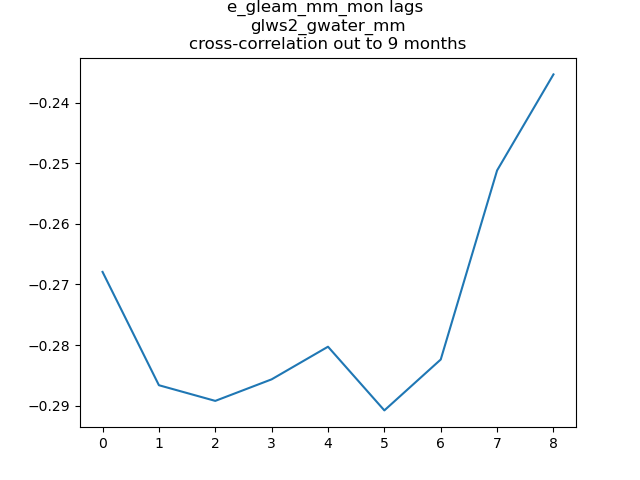 e_gleam_mm_mon lags
glws2_gwater_mm
cross-correlation out to 9 months
−0.24
−0.25
−0.26
−0.27
−0.28
−0.29
0 1 2 3 4 5 6 7 8